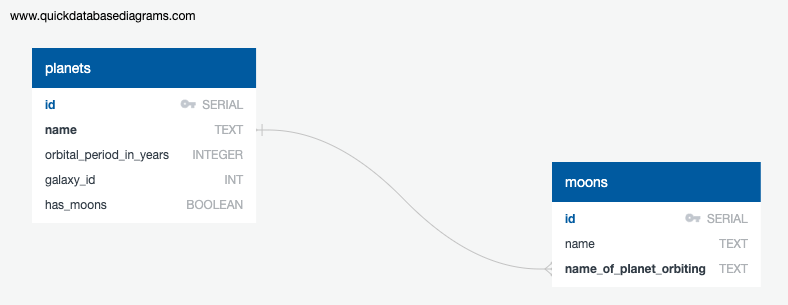 www.quickdatabasediagrams.com
planets
id SERIAL
name TEXT
orbital_period_in_years INTEGER
galaxy_id INT
has_moons BOOLEAN
moons
id SERIAL
name TEXT
name_of_planet_orbiting TEXT